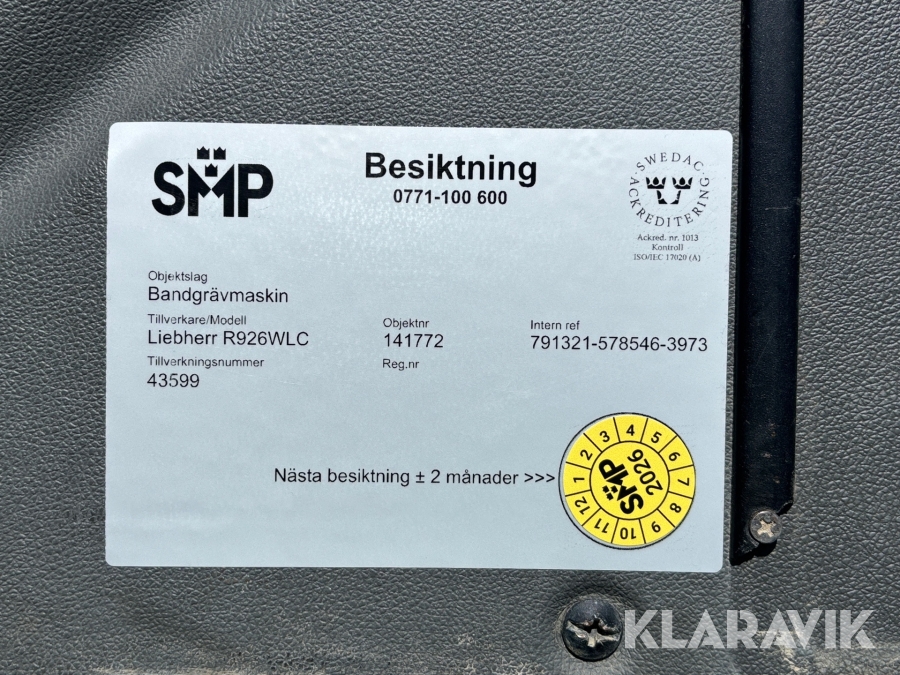 SMP
Besiktning
0771-100 600
SWEDAC
ACKREDITERING
Ackred. nr. 1013
Kontroll
ISO/IEC 17020 (A)
Objektslag
Bandgrävmaskin
Tillverkare/Modell
Liebherr R926WLC
Objektnr
141772
Intern ref
791321-578546-3973
Tillverkningsnummer
43599
Reg.nr
Nästa besiktning ± 2 månader >>>
1 2 3 4 5 6 7 8 9 10 11 12
SMP
2026
KLARAVIK